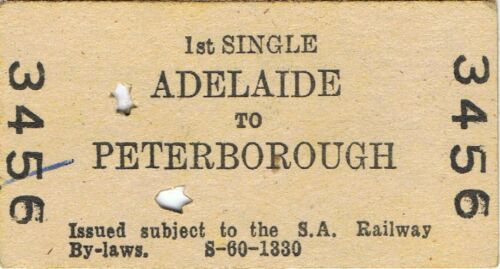 1st SINGLE
ADELAIDE
TO
PETERBOROUGH
Issued subject to the S.A. Railway
By-laws. S-60-1330
3456
3456